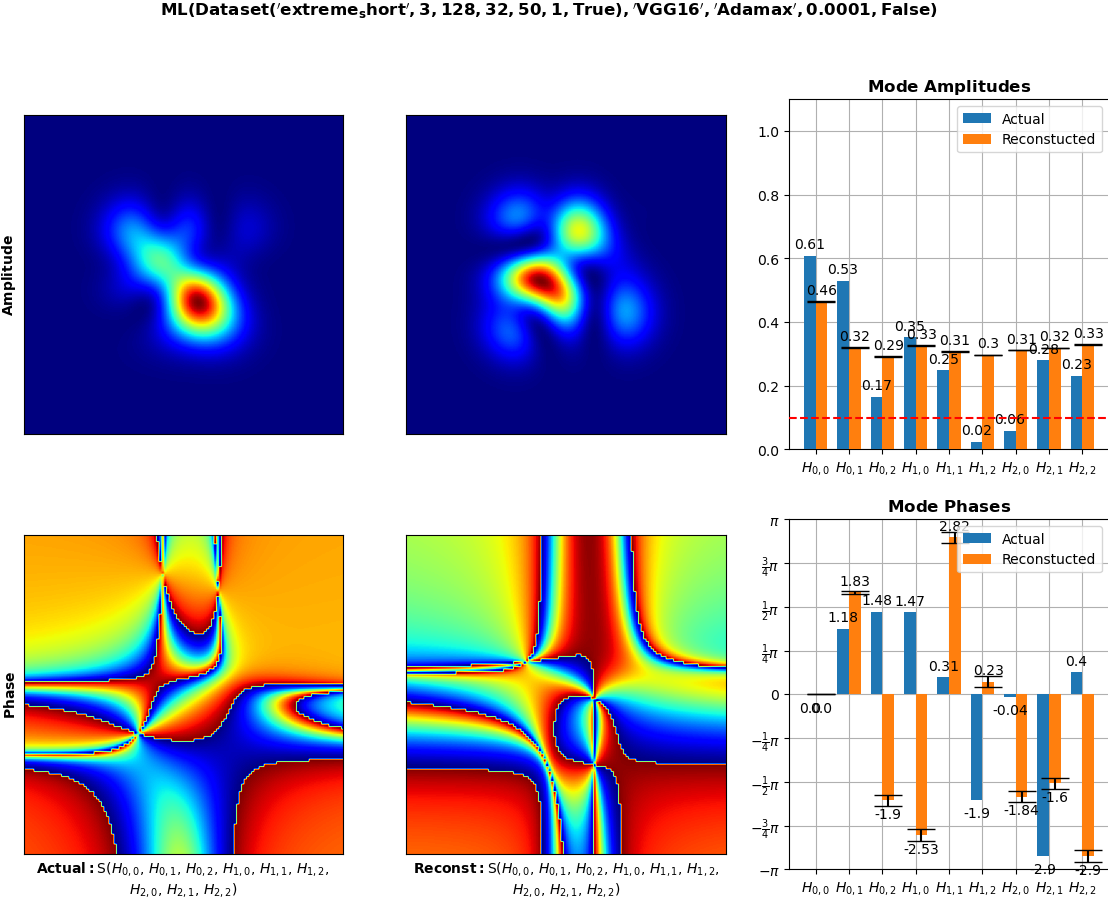 ML(Dataset('extreme_short', 3, 128, 32, 50, 1, True), 'VGG16', 'Adamax', 0.0001, False)
Amplitude
Mode Amplitudes
Actual
Reconstucted
1.0
0.8
0.6
0.4
0.2
0.0
0.61
0.46
0.53
0.32
0.17
0.29
0.35
0.33
0.25
0.31
0.02
0.3
0.06
0.31
0.28
0.32
0.23
0.33
H0,0 H0,1 H0,2 H1,0 H1,1 H1,2 H2,0 H2,1 H2,2
Phase
Mode Phases
Actual
Reconstucted
π
3/4π
1/2π
1/4π
0
−1/4π
−1/2π
−3/4π
−π
0.0
1.18
1.83
1.48
-1.9
1.47
-2.53
0.31
2.82
-1.9
0.23
-0.04
-1.84
-1.6
0.4
-2.9
H0,0 H0,1 H0,2 H1,0 H1,1 H1,2 H2,0 H2,1 H2,2
Actual: S(H0,0, H0,1, H0,2, H1,0, H1,1, H1,2,
H2,0, H2,1, H2,2)
Reconst: S(H0,0, H0,1, H0,2, H1,0, H1,1, H1,2,
H2,0, H2,1, H2,2)